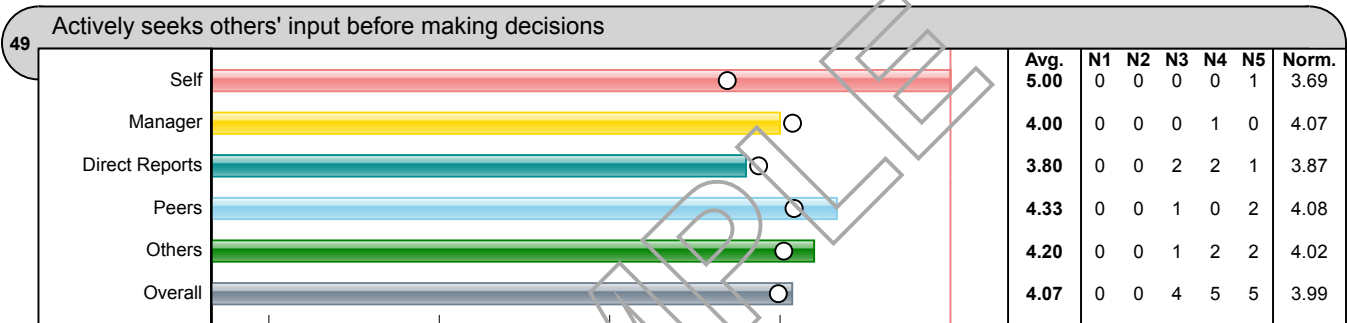 49 Actively seeks others' input before making decisions
Avg. N1 N2 N3 N4 N5 Norm.
Self 5.00 0 0 0 0 1 3.69
Manager 4.00 0 0 0 1 0 4.07
Direct Reports 3.80 0 0 2 2 1 3.87
Peers 4.33 0 0 1 0 2 4.08
Others 4.20 0 0 1 2 2 4.02
Overall 4.07 0 0 4 5 5 3.99
MPLE